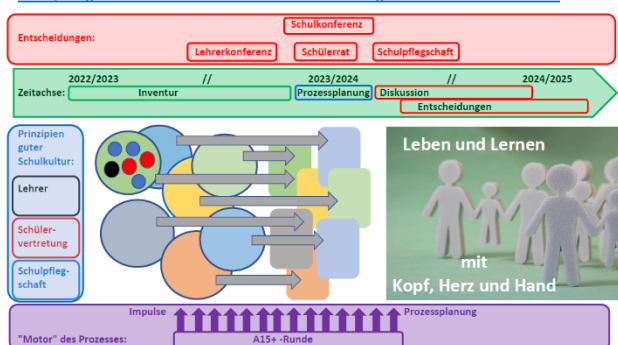 Schulkonferenz
Entscheidungen:
Lehrerkonferenz Schülerrat Schulpflegschaft
2022/2023 // 2023/2024 // 2024/2025
Zeitachse: Inventur Prozessplanung Diskussion
Entscheidungen
Prinzipien
guter
Schulkultur:
Lehrer
Schüler-
vertretung
Schulpfleg-
schaft
Leben und Lernen
mit
Kopf, Herz und Hand
Impulse Prozessplanung
"Motor" des Prozesses: A15+ -Runde